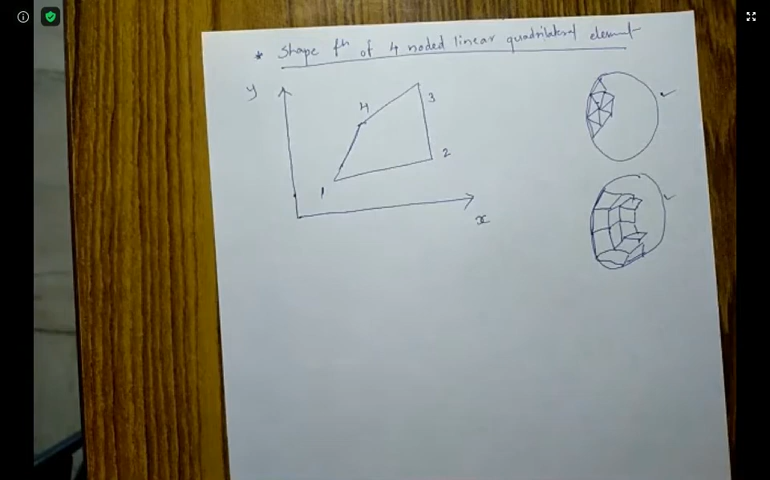 * Shape fⁿ of 4 noded linear quadrilateral element
y
4
3
2
1
x